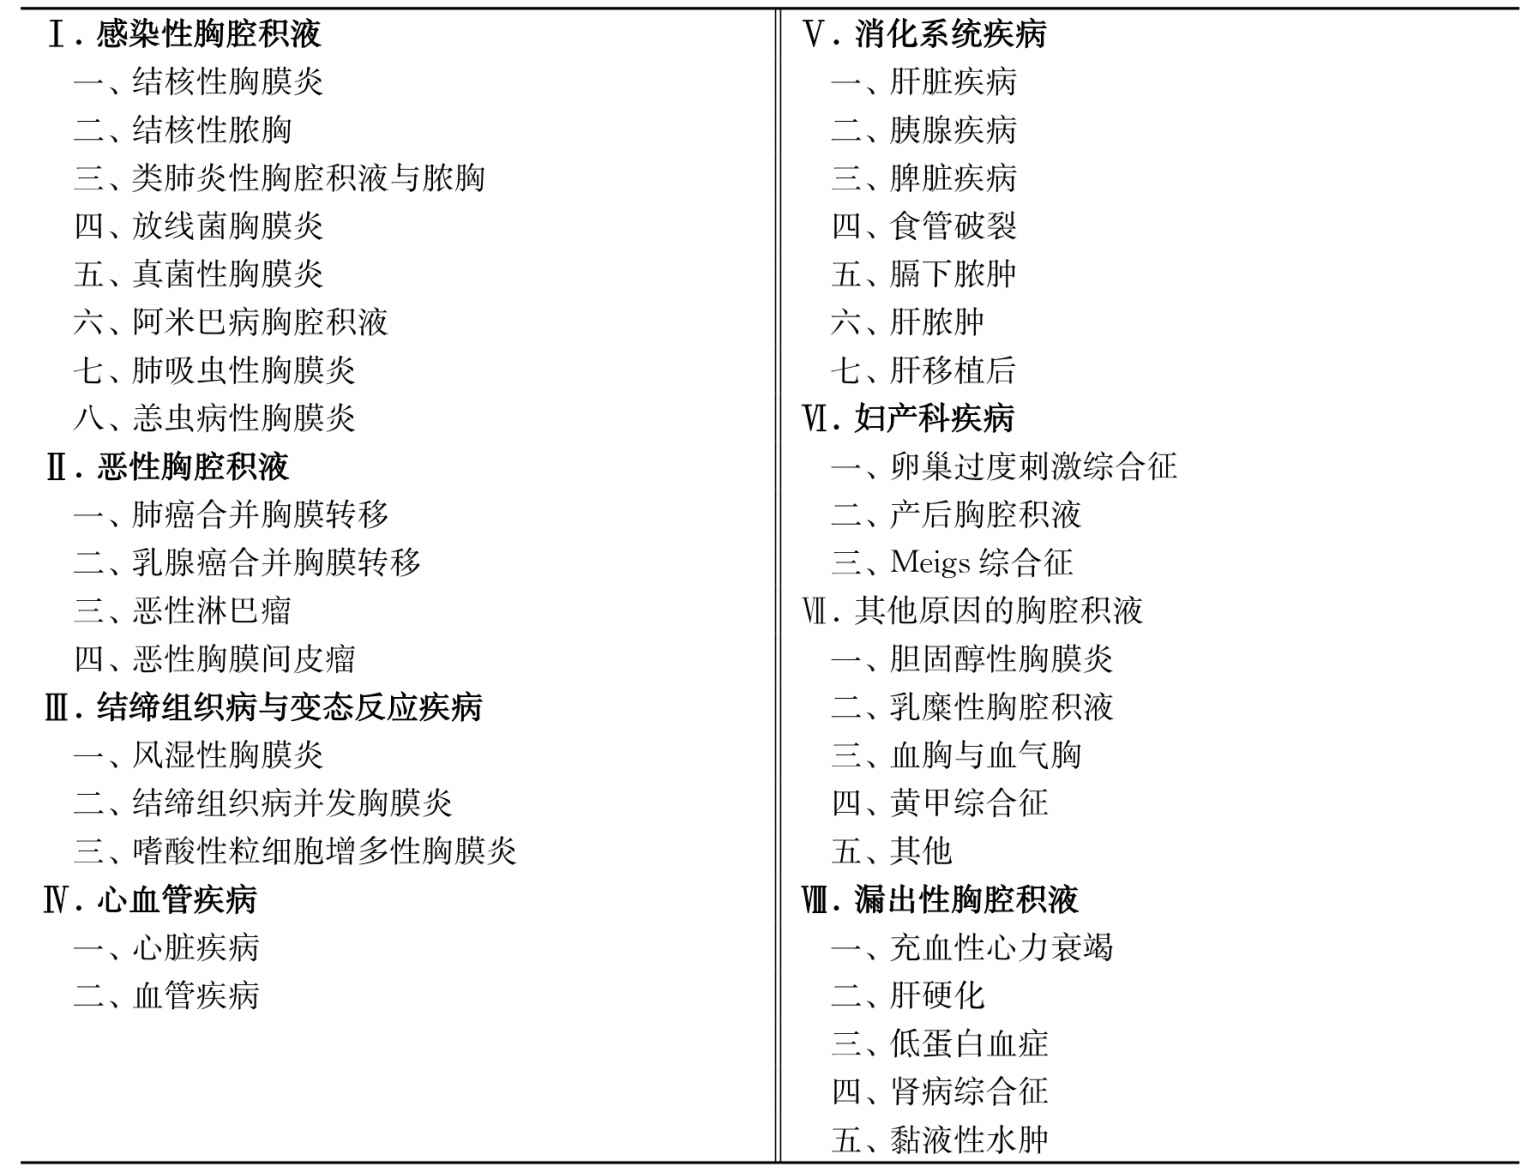 Ⅰ. 感染性胸腔积液
一、结核性胸膜炎
二、结核性脓胸
三、类肺炎性胸腔积液与脓胸
四、放线菌胸膜炎
五、真菌性胸膜炎
六、阿米巴病胸腔积液
七、肺吸虫性胸膜炎
八、恙虫病性胸膜炎
Ⅱ. 恶性胸腔积液
一、肺癌合并胸膜转移
二、乳腺癌合并胸膜转移
三、恶性淋巴瘤
四、恶性胸膜间皮瘤
Ⅲ. 结缔组织病与变态反应疾病
一、风湿性胸膜炎
二、结缔组织病并发胸膜炎
三、嗜酸性粒细胞增多性胸膜炎
Ⅳ. 心血管疾病
一、心脏疾病
二、血管疾病
Ⅴ. 消化系统疾病
一、肝脏疾病
二、胰腺疾病
三、脾脏疾病
四、食管破裂
五、膈下脓肿
六、肝脓肿
七、肝移植后
Ⅵ. 妇产科疾病
一、卵巢过度刺激综合征
二、产后胸腔积液
三、Meigs 综合征
Ⅶ. 其他原因的胸腔积液
一、胆固醇性胸膜炎
二、乳糜性胸腔积液
三、血胸与血气胸
四、黄甲综合征
五、其他
Ⅷ. 漏出性胸腔积液
一、充血性心力衰竭
二、肝硬化
三、低蛋白血症
四、肾病综合征
五、黏液性水肿